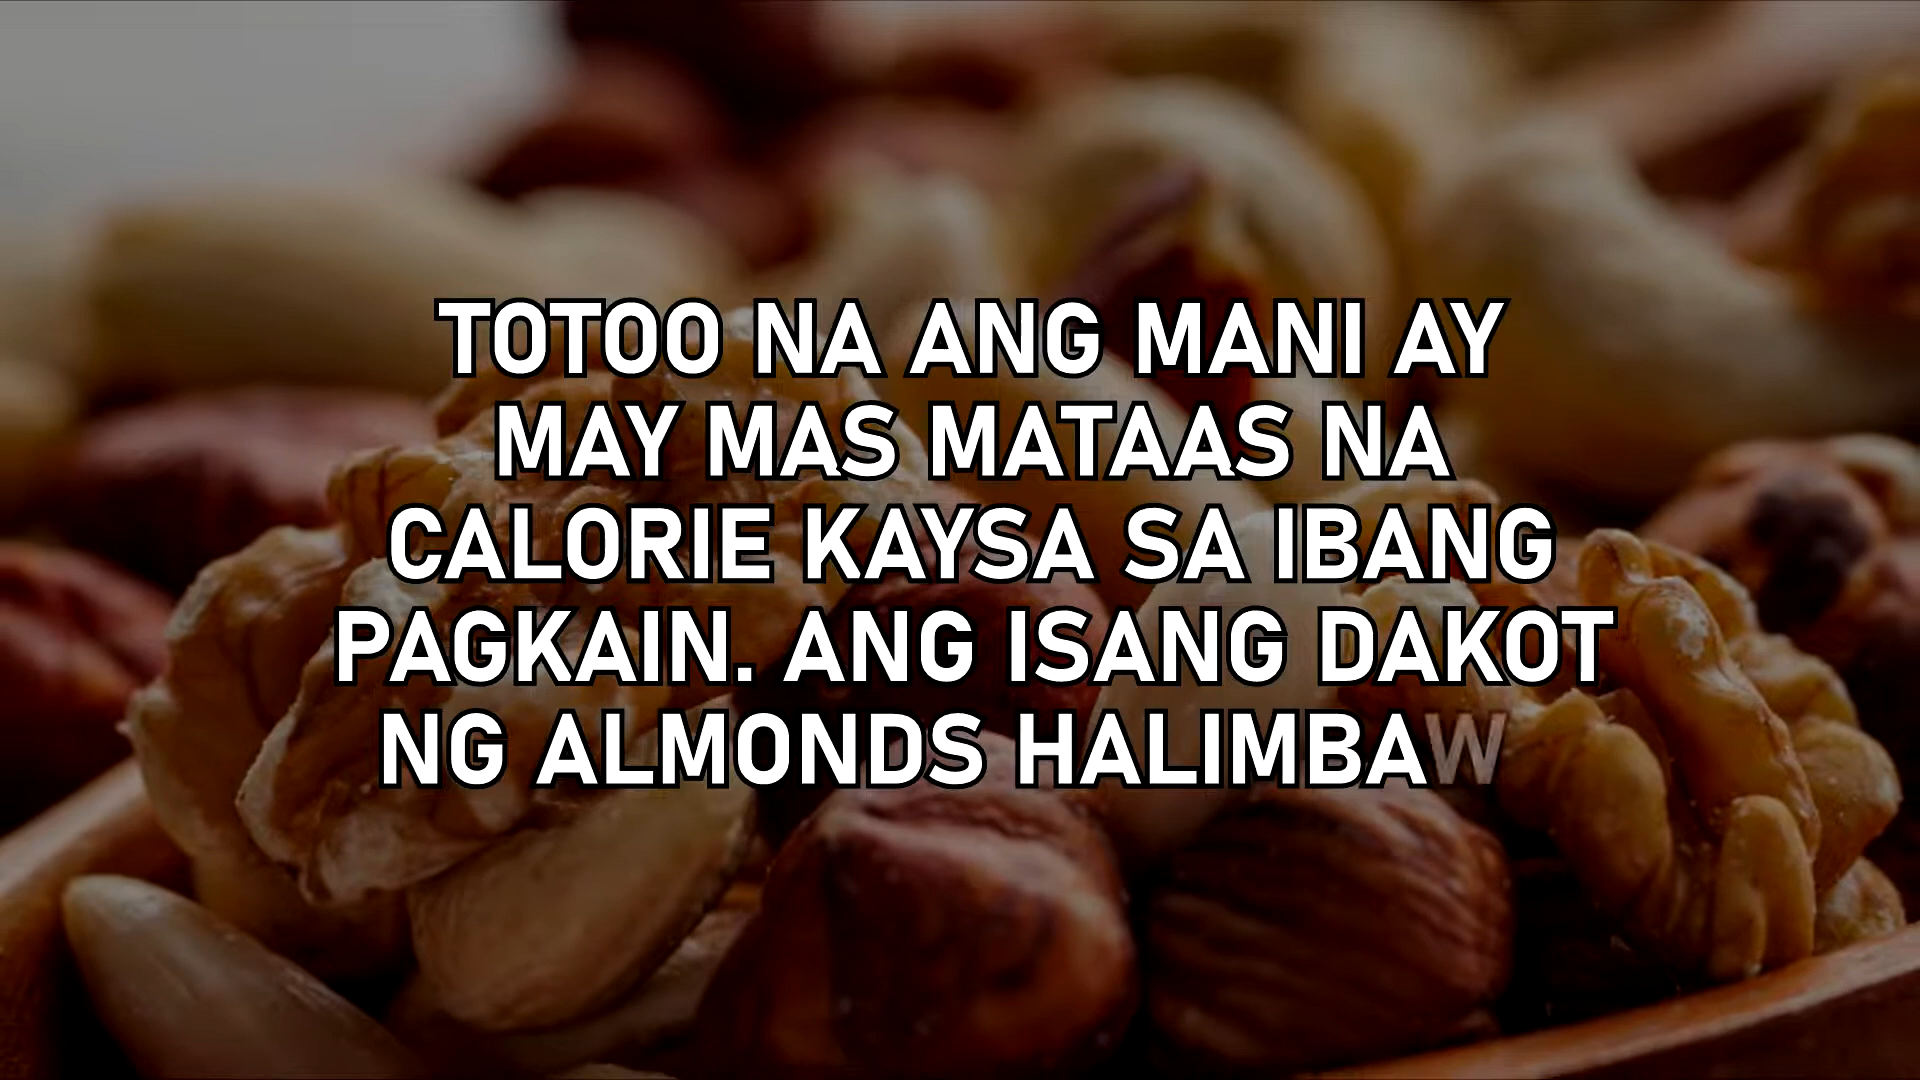 TOTOO NA ANG MANI AY
MAY MAS MATAAS NA
CALORIE KAYSA SA IBANG
PAGKAIN. ANG ISANG DAKOT
NG ALMONDS HALIMBAW